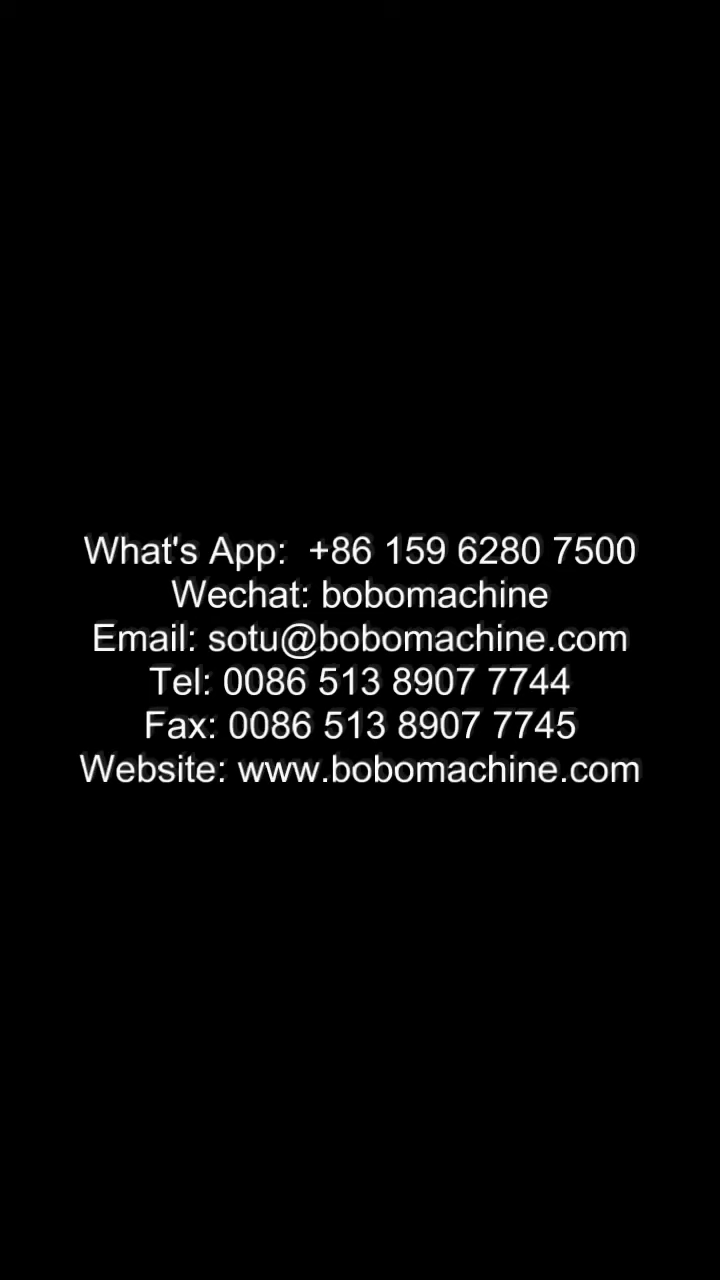 What's App:  +86 159 6280 7500
Wechat: bobomachine
Email: sotu@bobomachine.com
Tel: 0086 513 8907 7744
Fax: 0086 513 8907 7745
Website: www.bobomachine.com